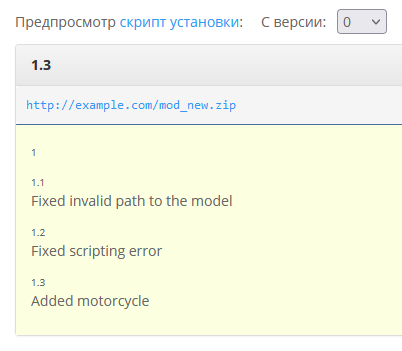 Предпросмотр скрипт установки: С версии: 0
1.3
http://example.com/mod_new.zip
1
1.1
Fixed invalid path to the model
1.2
Fixed scripting error
1.3
Added motorcycle